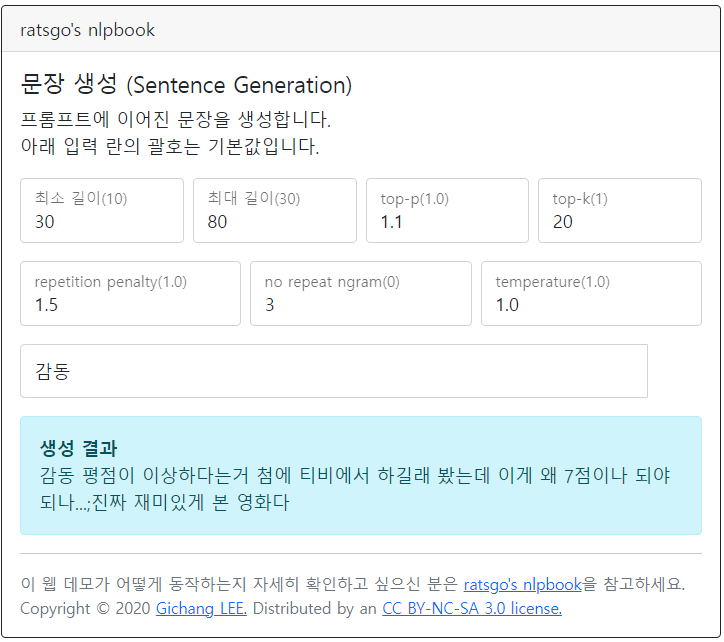 ratsgo's nlpbook
문장 생성 (Sentence Generation)
프롬프트에 이어진 문장을 생성합니다.
아래 입력 란의 괄호는 기본값입니다.
최소 길이(10) 최대 길이(30) top-p(1.0) top-k(1)
30 80 1.1 20
repetition penalty(1.0) no repeat ngram(0) temperature(1.0)
1.5 3 1.0
감동
생성 결과
감동 평점이 이상하다는거 첨에 티비에서 하길래 봤는데 이게 왜 7점이나 되야
되나...;진짜 재미있게 본 영화다
이 웹 데모가 어떻게 동작하는지 자세히 확인하고 싶으신 분은 ratsgo's nlpbook을 참고하세요.
Copyright © 2020 Gichang LEE. Distributed by an CC BY-NC-SA 3.0 license.